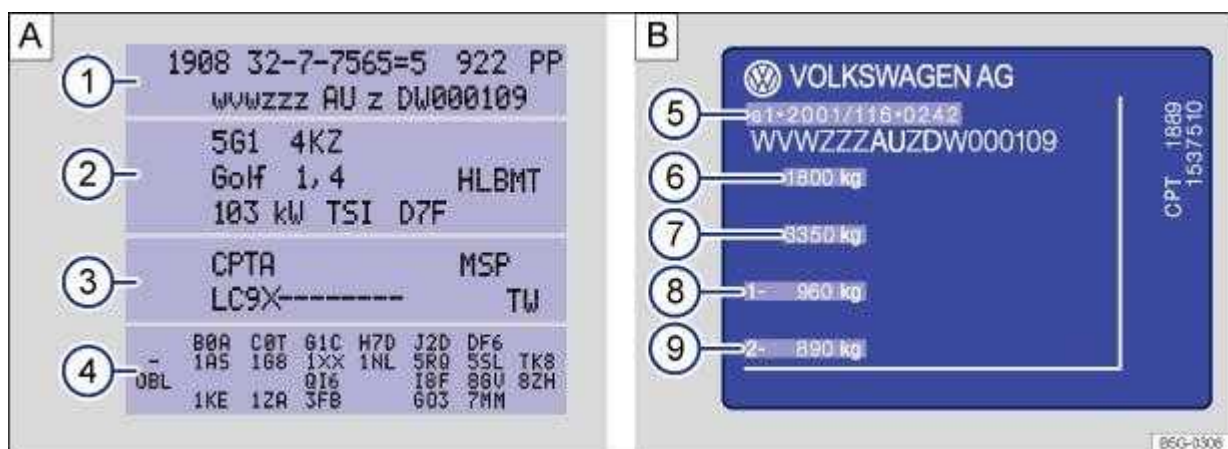 A
1908 32-7-7565=5 922 PP
wvwzzz AU z DW000109
5G1 4KZ
Golf 1,4 HLBMT
103 kW TSI D7F
CPTA MSP
LC9X-------- TW
B0A C0T G1C H7D J2D DF6
- 1AS 1G8 1XX 1NL 5RQ 5SL TK8
0BL QI6 I8F 8GV 8ZH
1KE 1ZA 3FB G03 7MM
1
2
3
4
B
VOLKSWAGEN AG
e1*2001/116*0242
WVWZZZAUZDW000109
1800 kg
3350 kg
1- 960 kg
2- 890 kg
CPT 1889
1537510
5
6
7
8
9
B5G-0306